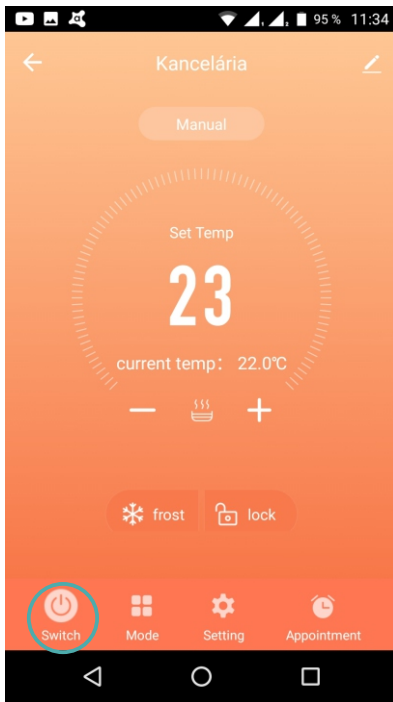 95 % 11:34
Kancelária
Manual
Set Temp
23
current temp： 22.0℃
frost lock
Switch Mode Setting Appointment